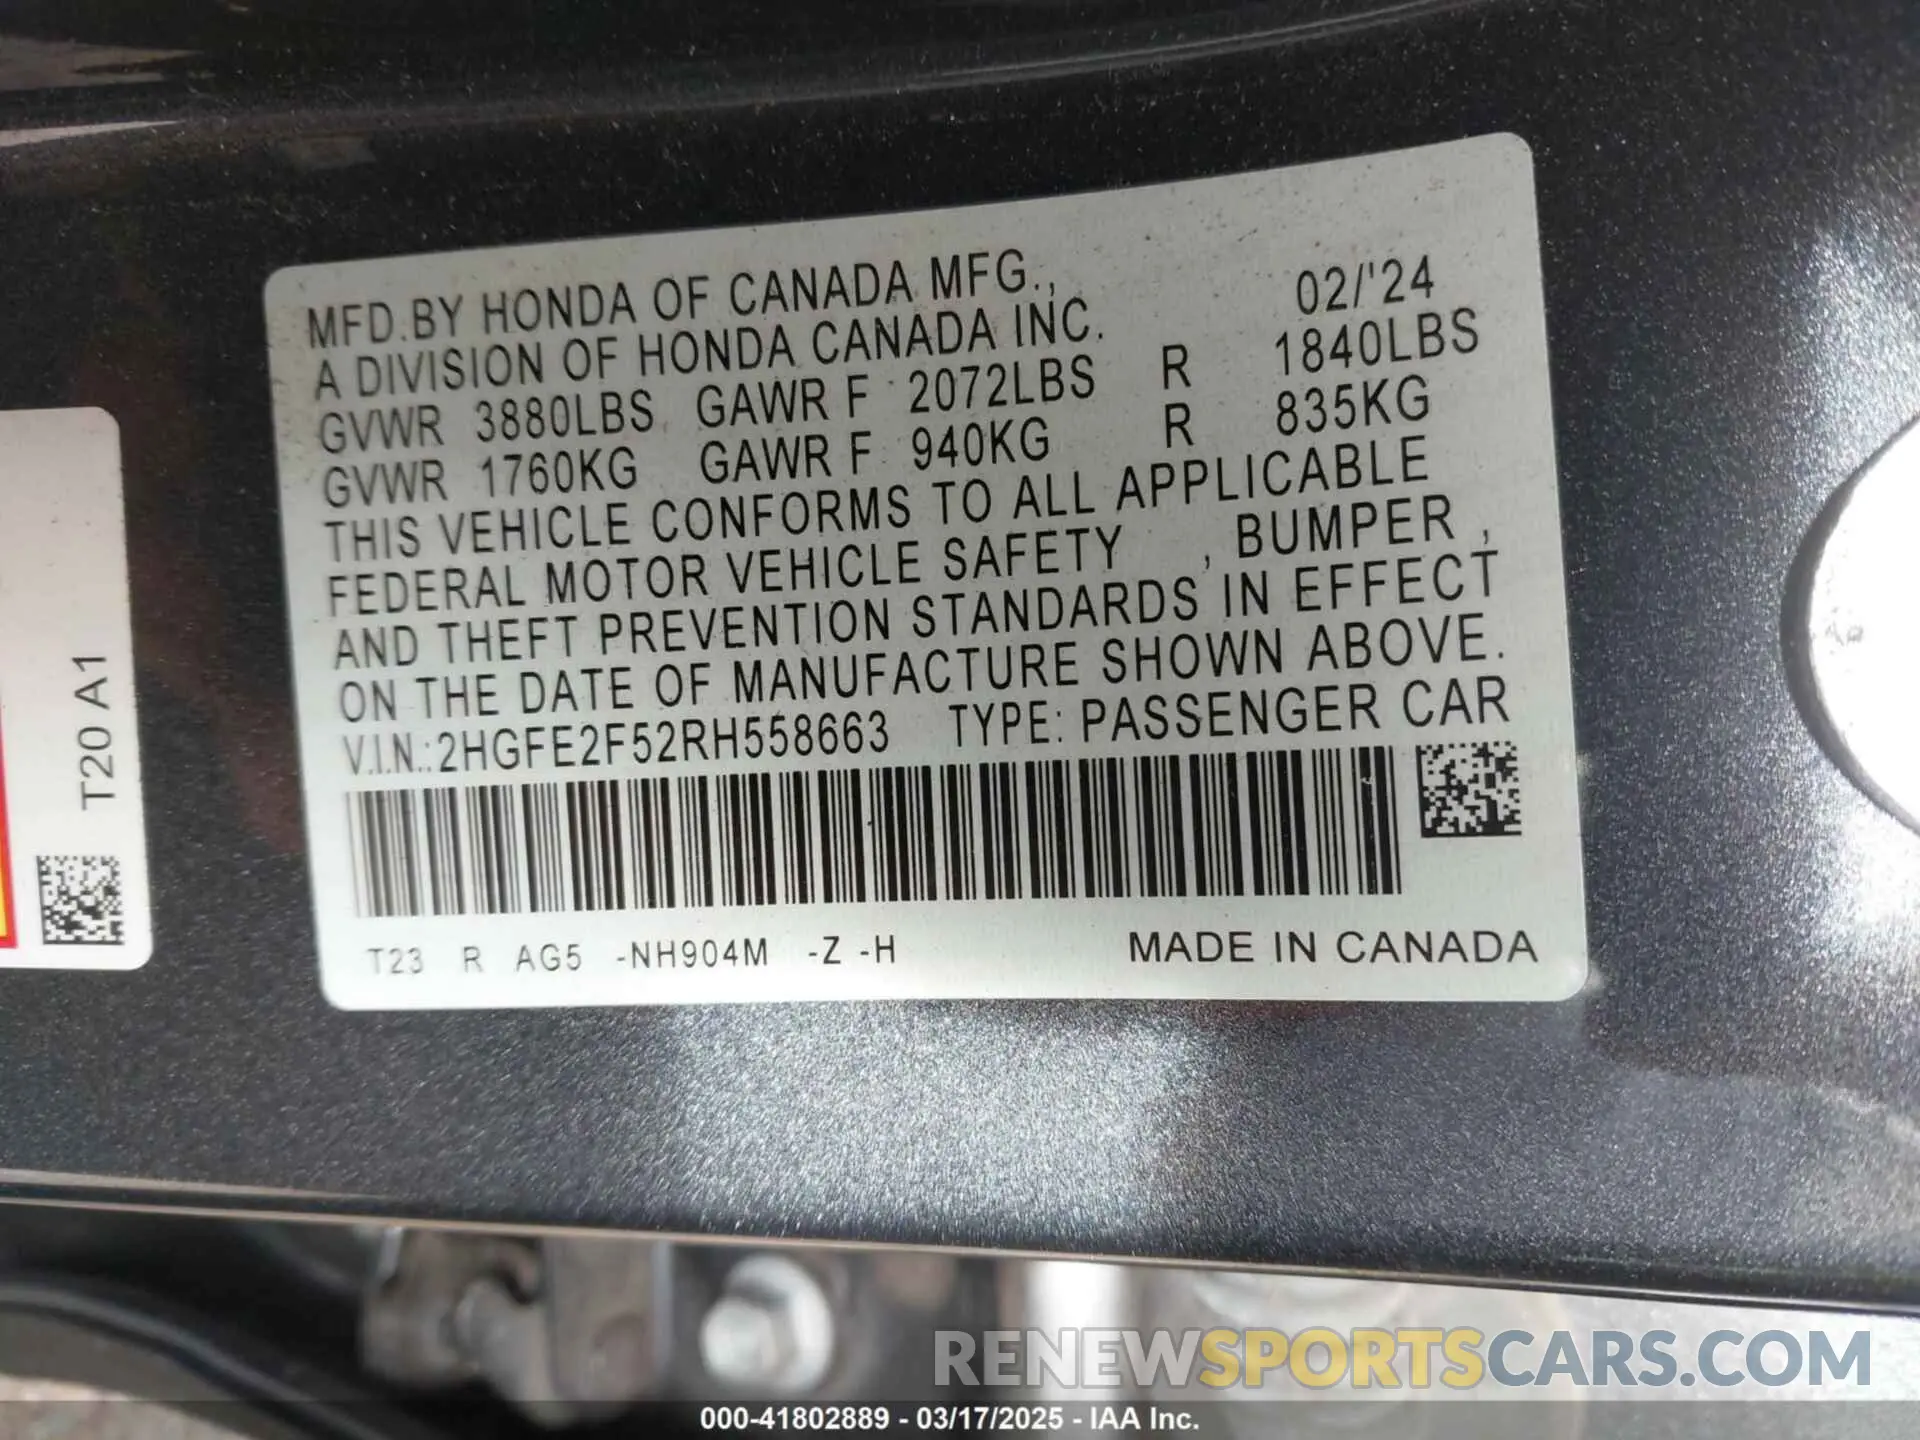 MFD.BY HONDA OF CANADA MFG., 02/'24
A DIVISION OF HONDA CANADA INC.
GVWR 3880LBS GAWR F 2072LBS R 1840LBS
GVWR 1760KG GAWR F 940KG R 835KG
THIS VEHICLE CONFORMS TO ALL APPLICABLE
FEDERAL MOTOR VEHICLE SAFETY , BUMPER ,
AND THEFT PREVENTION STANDARDS IN EFFECT
ON THE DATE OF MANUFACTURE SHOWN ABOVE.
V.I.N.:2HGFE2F52RH558663 TYPE: PASSENGER CAR
T23 R AG5 -NH904M -Z -H MADE IN CANADA
T20 A1
RENEWSPORTSCARS.COM
000-41802889 - 03/17/2025 - IAA Inc.